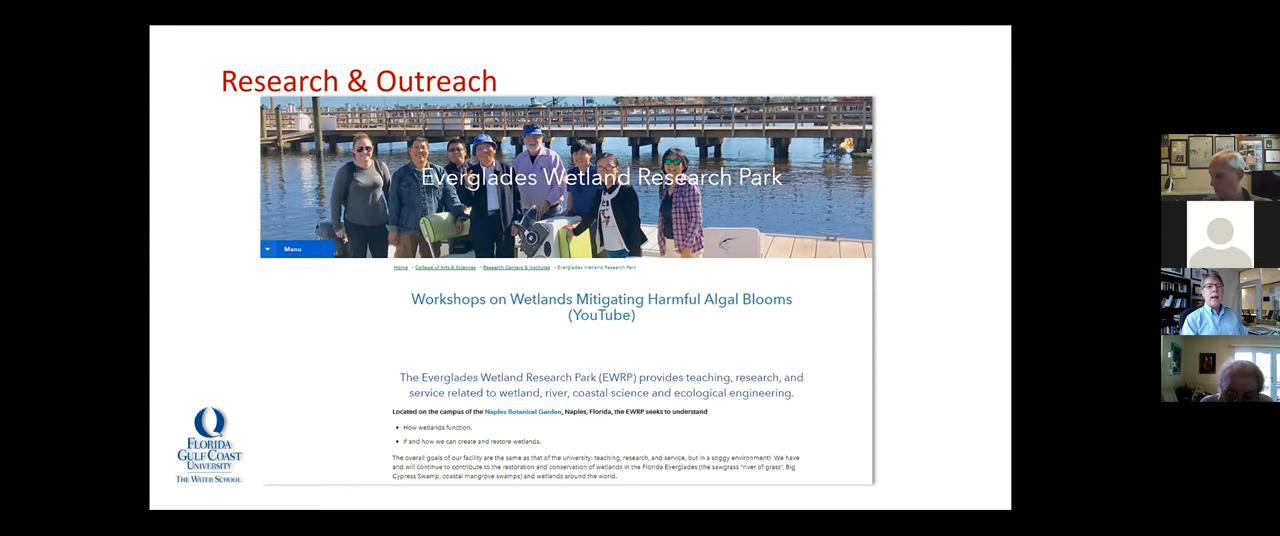 Research & Outreach
Everglades Wetland Research Park
Menu
Home › College of Arts & Sciences › Research Centers & Institutes › Everglades Wetland Research Park
Workshops on Wetlands Mitigating Harmful Algal Blooms
(YouTube)
The Everglades Wetland Research Park (EWRP) provides teaching, research, and
service related to wetland, river, coastal science and ecological engineering.
Located on the campus of the Naples Botanical Garden, Naples, Florida, the EWRP seeks to understand
• How wetlands function.
• If and how we can create and restore wetlands.
The overall goals of our facility are the same as that of the university: teaching, research, and service, but in a soggy environment! We have
and will continue to contribute to the restoration and conservation of wetlands in the Florida Everglades (the sawgrass "river of grass", Big
Cypress Swamp, coastal mangrove swamps) and wetlands around the world.
FLORIDA
GULF COAST
UNIVERSITY
THE WATER SCHOOL